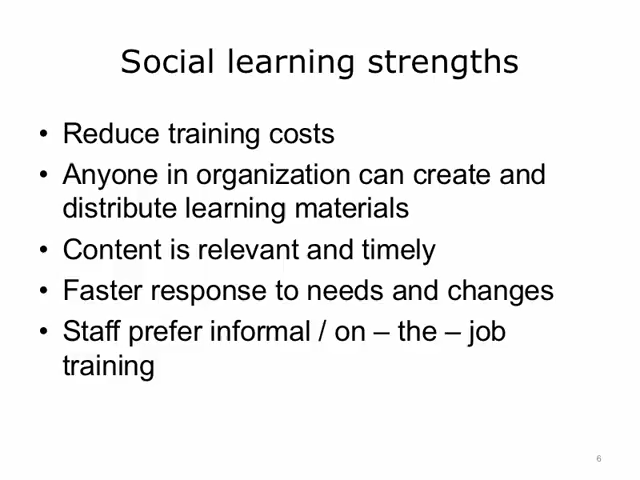 Social learning strengths
• Reduce training costs
• Anyone in organization can create and
distribute learning materials
• Content is relevant and timely
• Faster response to needs and changes
• Staff prefer informal / on – the – job
training
6